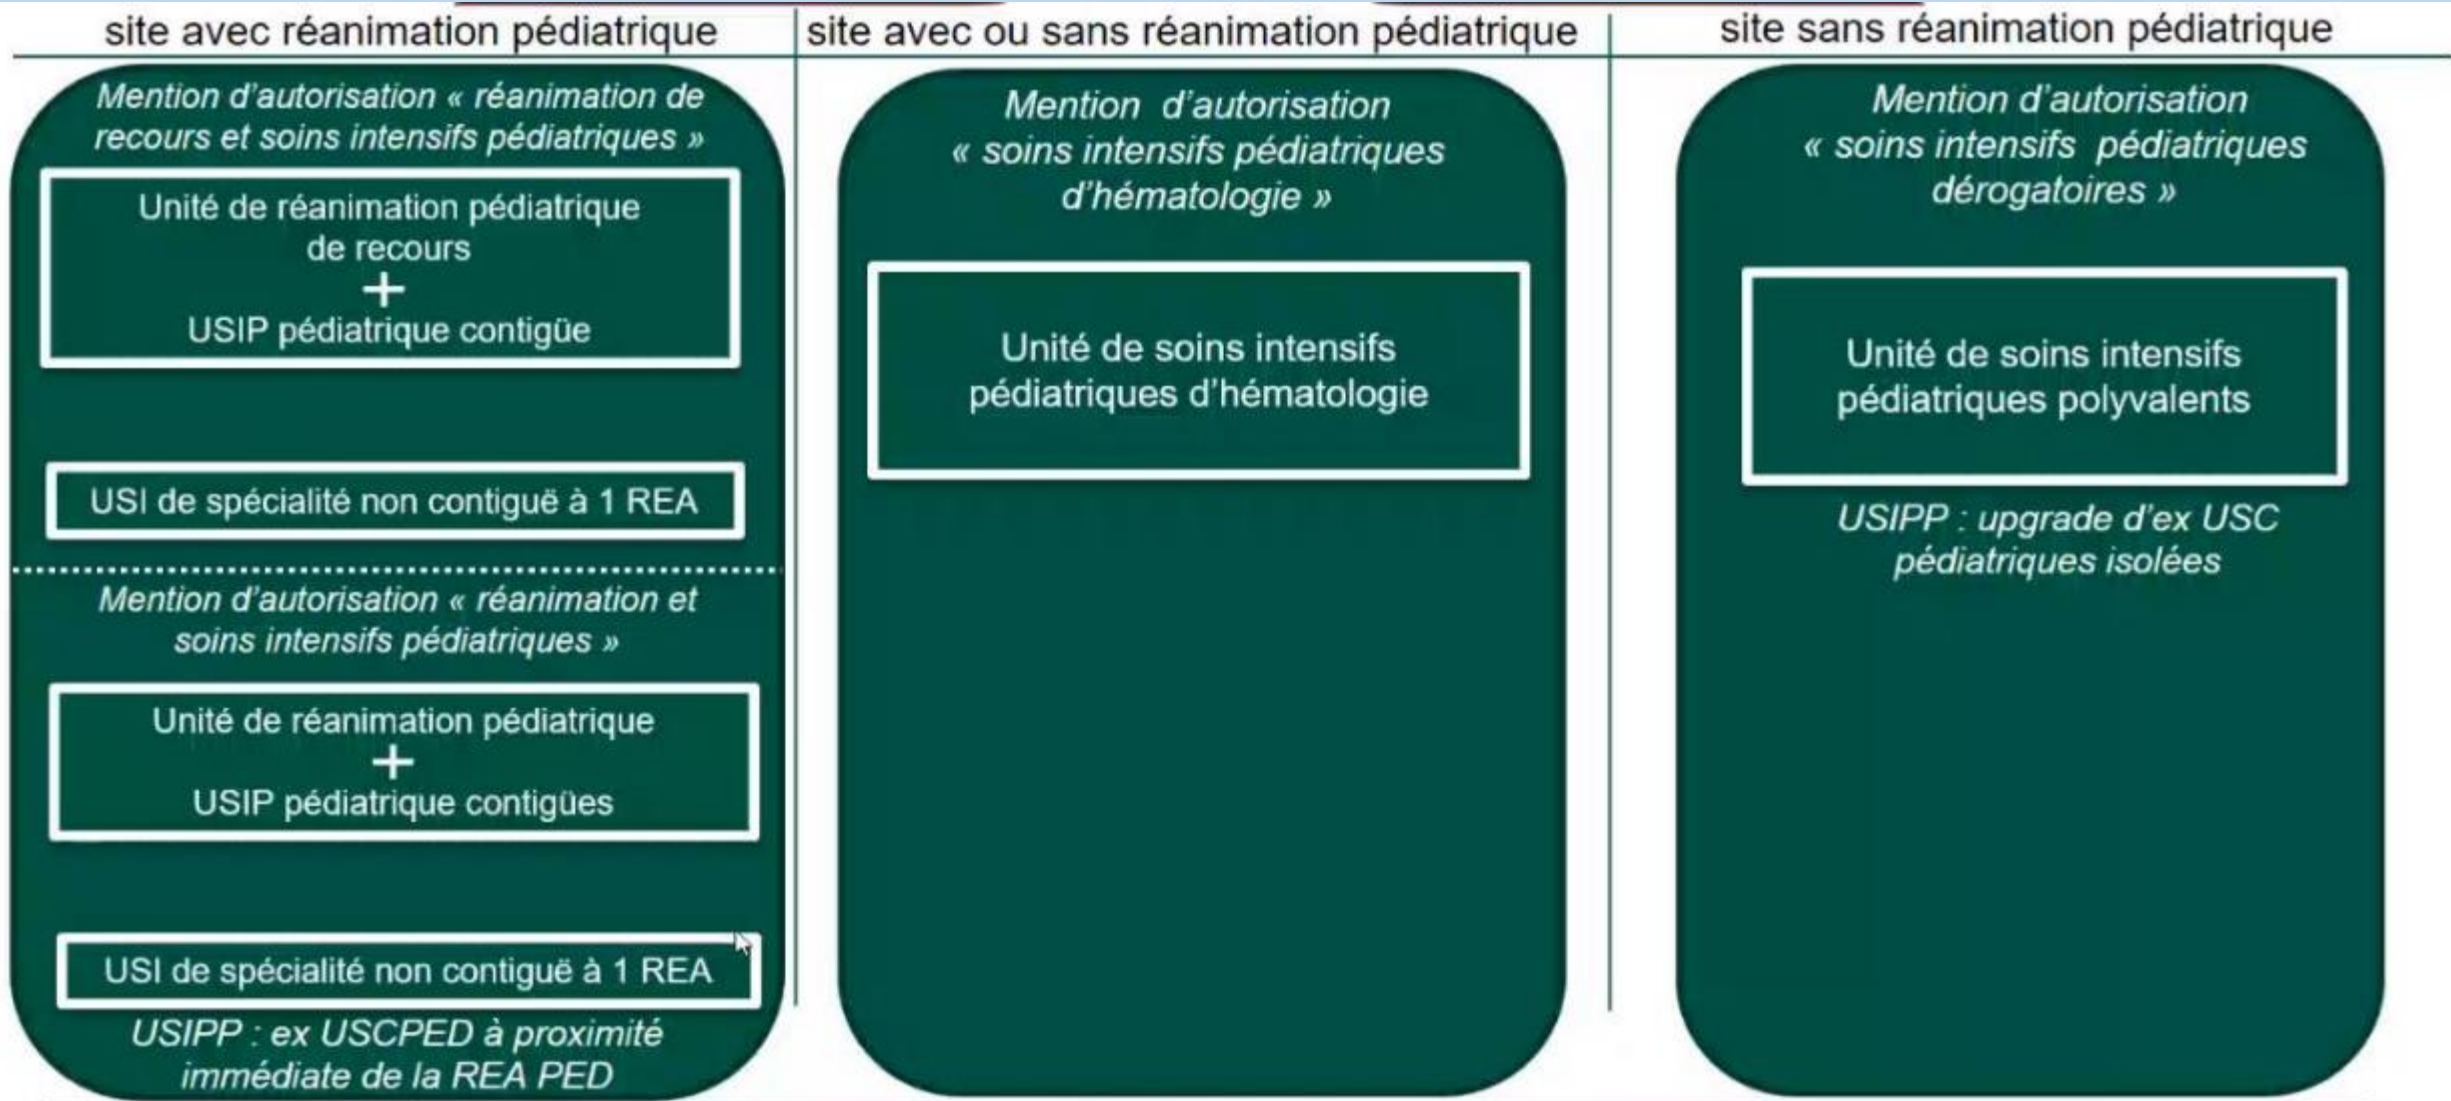 site avec réanimation pédiatrique
Mention d'autorisation « réanimation de
recours et soins intensifs pédiatriques »
Unité de réanimation pédiatrique
de recours
+
USIP pédiatrique contigüe
USI de spécialité non contiguë à 1 REA
Mention d'autorisation « réanimation et
soins intensifs pédiatriques »
Unité de réanimation pédiatrique
+
USIP pédiatrique contigües
USI de spécialité non contiguë à 1 REA
USIPP : ex USCPED à proximité
immédiate de la REA PED
site avec ou sans réanimation pédiatrique
Mention d'autorisation
« soins intensifs pédiatriques
d'hématologie »
Unité de soins intensifs
pédiatriques d'hématologie
site sans réanimation pédiatrique
Mention d'autorisation
« soins intensifs pédiatriques
dérogatoires »
Unité de soins intensifs
pédiatriques polyvalents
USIPP : upgrade d'ex USC
pédiatriques isolées